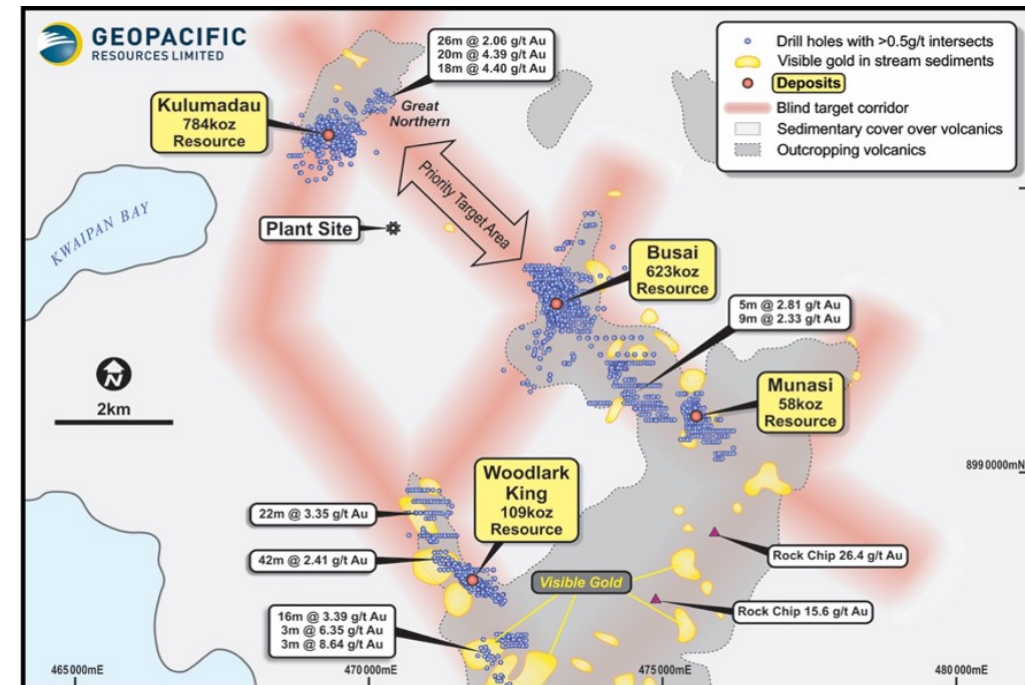 GEOPACIFIC
RESOURCES LIMITED
26m @ 2.06 g/t Au
20m @ 4.39 g/t Au
18m @ 4.40 g/t Au
Drill holes with >0.5g/t intersects
Visible gold in stream sediments
Deposits
Blind target corridor
Sedimentary cover over volcanics
Outcropping volcanics
Kulumadau
784koz
Resource
Great
Northern
Priority Target Area
KWAIPAN BAY
Plant Site
Busai
623koz
Resource
5m @ 2.81 g/t Au
9m @ 2.33 g/t Au
N
2km
Munasi
58koz
Resource
899 0000mN
Woodlark
King
109koz
Resource
22m @ 3.35 g/t Au
42m @ 2.41 g/t Au
Rock Chip 26.4 g/t Au
Visible Gold
Rock Chip 15.6 g/t Au
16m @ 3.39 g/t Au
3m @ 6.35 g/t Au
3m @ 8.64 g/t Au
465 000mE
470 000mE
475 000mE
480 000mE